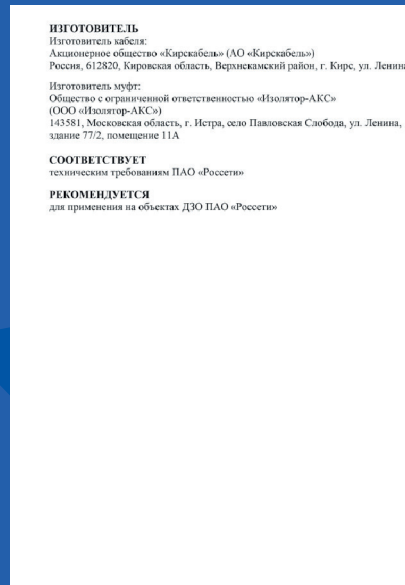 ИЗГОТОВИТЕЛЬ
Изготовитель кабеля:
Акционерное общество «Кирскабель» (АО «Кирскабель»)
Россия, 612820, Кировская область, Верхнекамский район, г. Кирс, ул. Ленина
Изготовитель муфт:
Общество с ограниченной ответственностью «Изолятор-АКС»
(ООО «Изолятор-АКС»)
143581, Московская область, г. Истра, село Павловская Слобода, ул. Ленина,
здание 77/2, помещение 11А
СООТВЕТСТВУЕТ
техническим требованиям ПАО «Россети»
РЕКОМЕНДУЕТСЯ
для применения на объектах ДЗО ПАО «Россети»